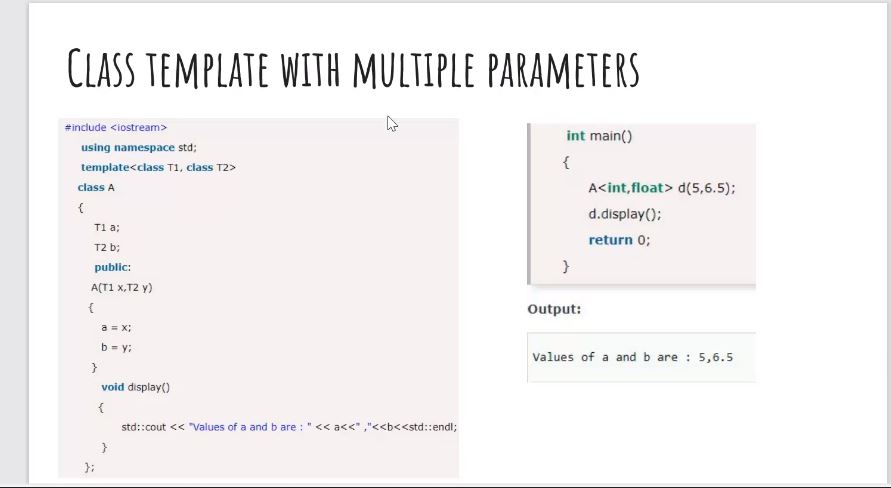 CLASS TEMPLATE WITH MULTIPLE PARAMETERS
#include <iostream>
using namespace std;
template<class T1, class T2>
class A
{
T1 a;
T2 b;
public:
A(T1 x,T2 y)
{
a = x;
b = y;
}
void display()
{
std::cout << "Values of a and b are : " << a<<" ,"<<b<<std::endl;
}
};
int main()
{
A<int,float> d(5,6.5);
d.display();
return 0;
}
Output:
Values of a and b are : 5,6.5